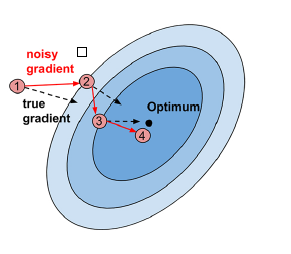 noisy
gradient
1
2
true
gradient
Optimum
3
4